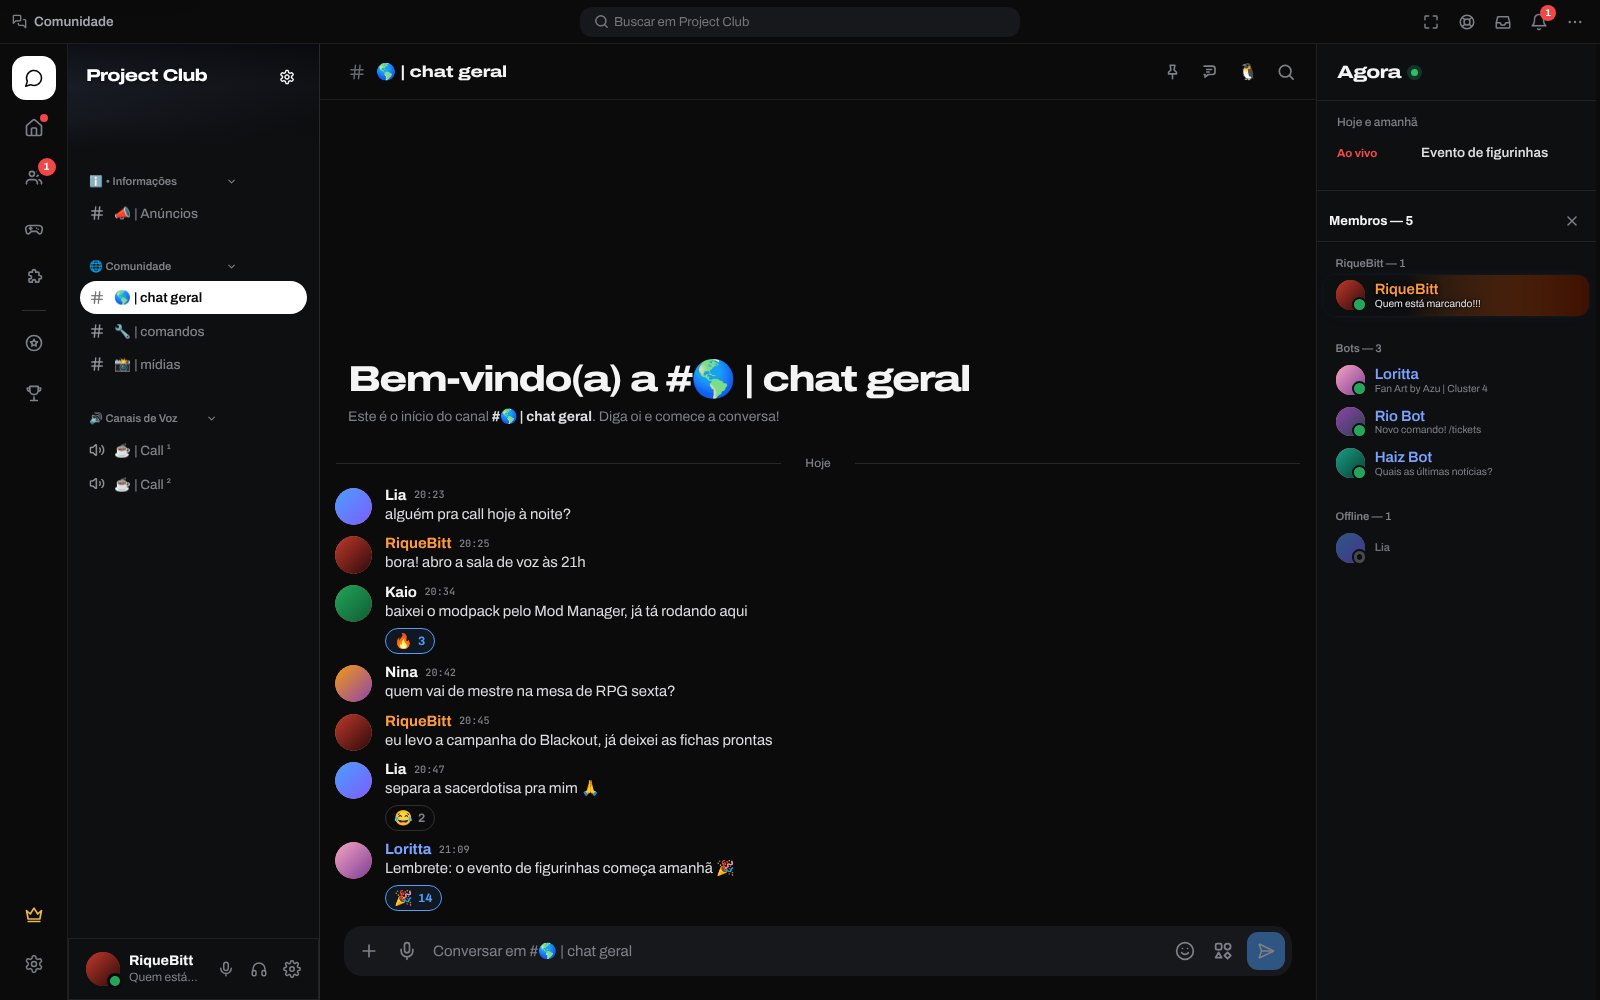 Comunidade
Buscar em Project Club
1
Project Club
# 🌎 | chat geral
Agora
1
Hoje e amanhã
Ao vivo Evento de figurinhas
ℹ️ • Informações
# 📣 | Anúncios
🌐 Comunidade
# 🌎 | chat geral
# 🔧 | comandos
# 📸 | mídias
🔊 Canais de Voz
☕ | Call ¹
☕ | Call ²
RiqueBitt
Quem está...
Bem-vindo(a) a #🌎 | chat geral
Este é o início do canal #🌎 | chat geral. Diga oi e comece a conversa!
Hoje
Lia 20:23
alguém pra call hoje à noite?
RiqueBitt 20:25
bora! abro a sala de voz às 21h
Kaio 20:34
baixei o modpack pelo Mod Manager, já tá rodando aqui
🔥 3
Nina 20:42
quem vai de mestre na mesa de RPG sexta?
RiqueBitt 20:45
eu levo a campanha do Blackout, já deixei as fichas prontas
Lia 20:47
separa a sacerdotisa pra mim 🙏
😂 2
Loritta 21:09
Lembrete: o evento de figurinhas começa amanhã 🎉
🎉 14
Conversar em #🌎 | chat geral
Membros — 5
RiqueBitt — 1
RiqueBitt
Quem está marcando!!!
Bots — 3
Loritta
Fan Art by Azu | Cluster 4
Rio Bot
Novo comando! /tickets
Haiz Bot
Quais as últimas notícias?
Offline — 1
Lia